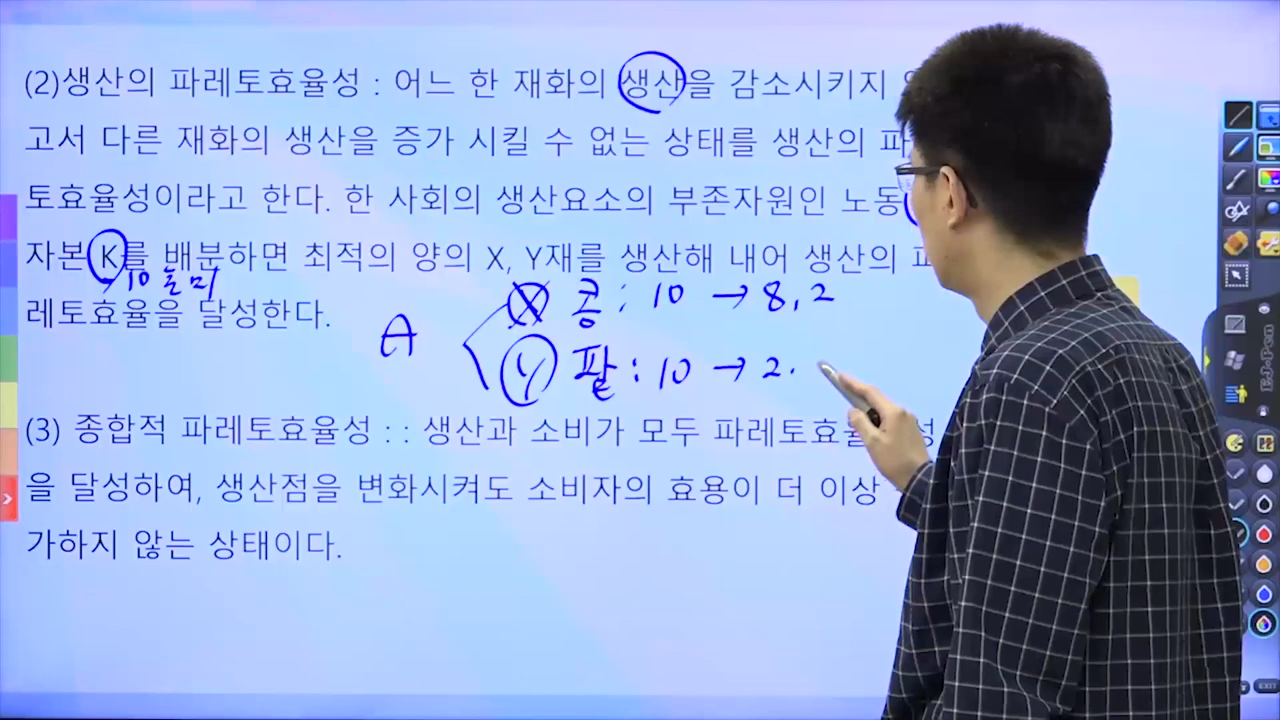 (2)생산의 파레토효율성 : 어느 한 재화의 생산을 감소시키지
고서 다른 재화의 생산을 증가 시킬 수 없는 상태를 생산의 파
토효율성이라고 한다. 한 사회의 생산요소의 부존자원인 노동
자본 K를 배분하면 최적의 양의 X, Y재를 생산해 내어 생산의 파
10
레토효율을 달성한다.
A
X 콩 : 10 → 8, 2
Y 팥 : 10 → 2.
(3) 종합적 파레토효율성 : : 생산과 소비가 모두 파레토효율성
을 달성하여, 생산점을 변화시켜도 소비자의 효용이 더 이상
가하지 않는 상태이다.
EJ-Pen
EXIT